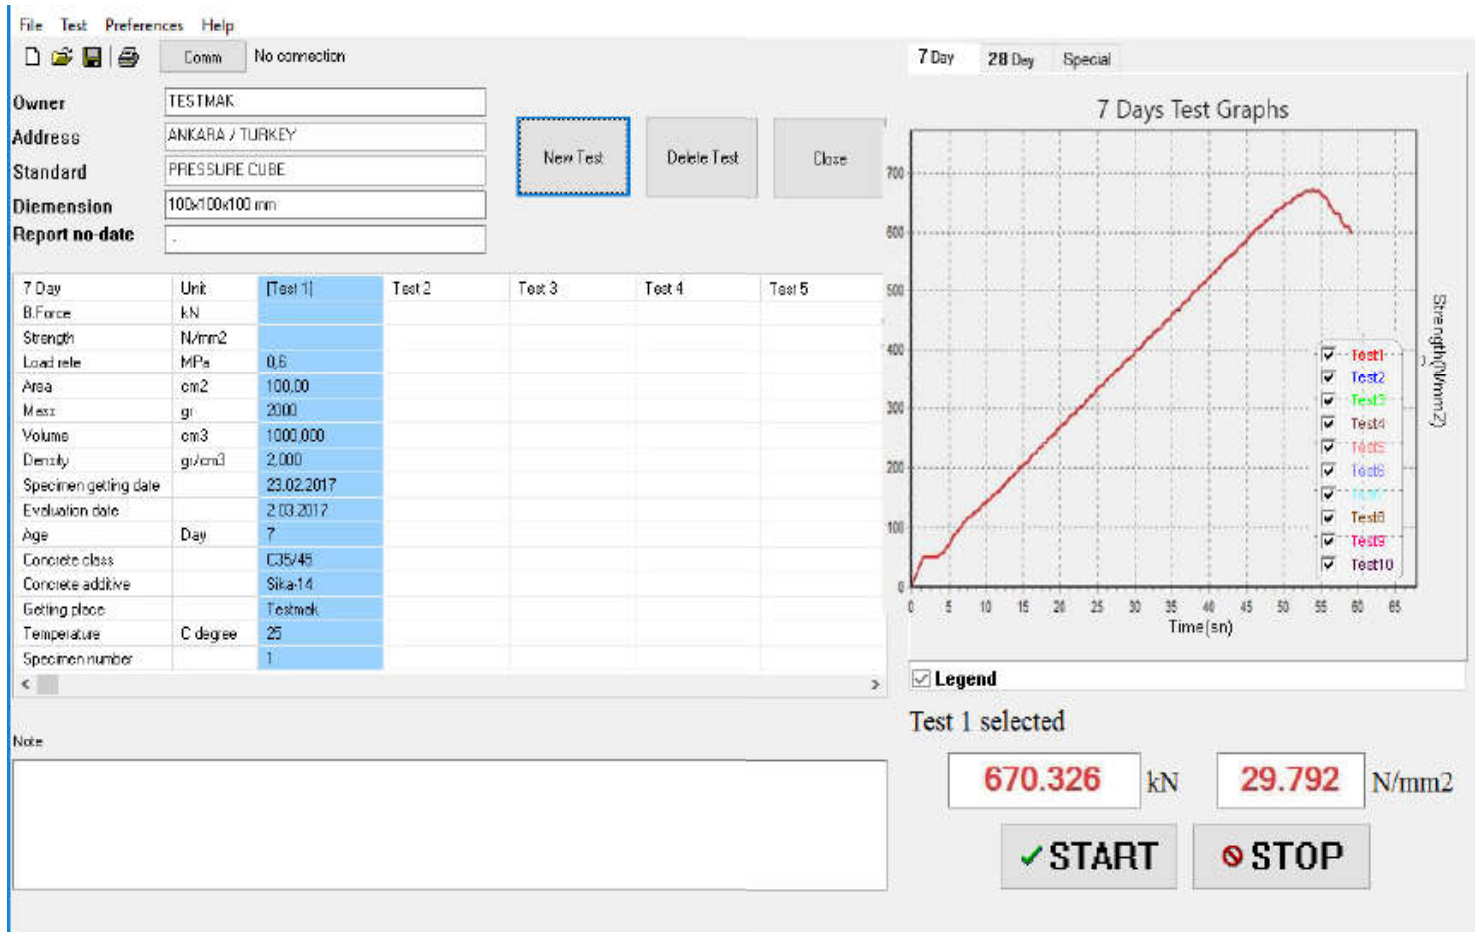 File Test Preferences Help
Comm No connection
Owner TESTMAK
Address ANKARA / TURKEY
Standard PRESSURE CUBE
Diemension 100x100x100 mm
Report no-date .
New Test Delete Test Close
7 Day Unit [Test 1] Test 2 Test 3 Test 4 Test 5
B.Force kN
Strength N/mm2
Load rete MPa 0,6
Area cm2 100,00
Mass gr 2000
Volume cm3 1000,000
Density gr/cm3 2,000
Specimen getting date 23.02.2017
Evaluation date 2.03.2017
Age Day 7
Concrete class C35/45
Concrete additive Sika-14
Getting place Testmak
Temperature C degree 25
Specimen number 1
Note
7 Day 28 Dey Special
7 Days Test Graphs
700
600
500
400
300
200
100
0
0 5 10 15 20 25 30 35 40 45 50 55 60 65
Time(sn)
Strength(N/mm2)
Test1
Test2
Test3
Test4
Test5
Test6
Test7
Test8
Test9
Test10
Legend
Test 1 selected
670.326 kN 29.792 N/mm2
START STOP